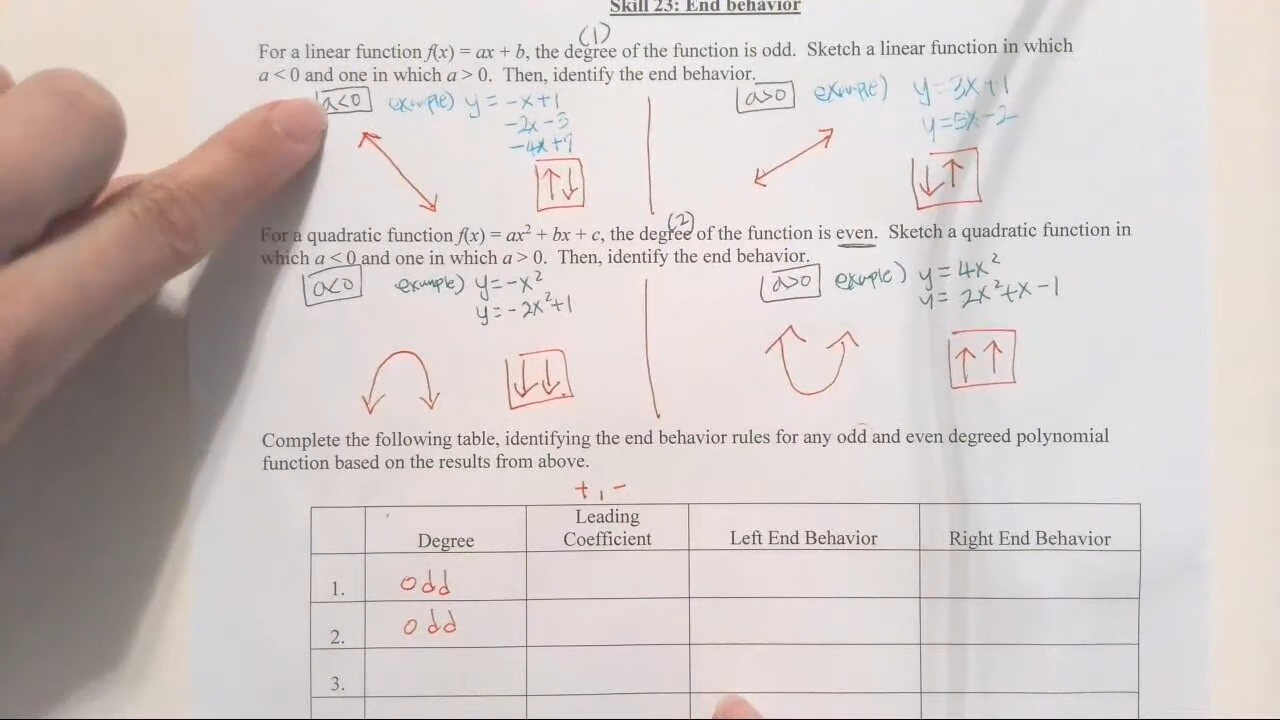 Skill 23: End behavior
(1)
For a linear function f(x) = ax + b, the degree of the function is odd. Sketch a linear function in which
a < 0 and one in which a > 0. Then, identify the end behavior.
a<0 example) y = -x+1
-2x-3
-4x+7
a>0 example) y=3x+1
y=5x-2
↑↓
↓↑
(2)
For a quadratic function f(x) = ax² + bx + c, the degree of the function is even. Sketch a quadratic function in
which a < 0 and one in which a > 0. Then, identify the end behavior.
a<0 example) y=-x²
y=-2x²+1
a>0 example) y=4x²
y= 2x²+x-1
↓↓
↑↑
Complete the following table, identifying the end behavior rules for any odd and even degreed polynomial
function based on the results from above.
+, -
Degree
Leading
Coefficient
Left End Behavior
Right End Behavior
1. odd
2. odd
3.